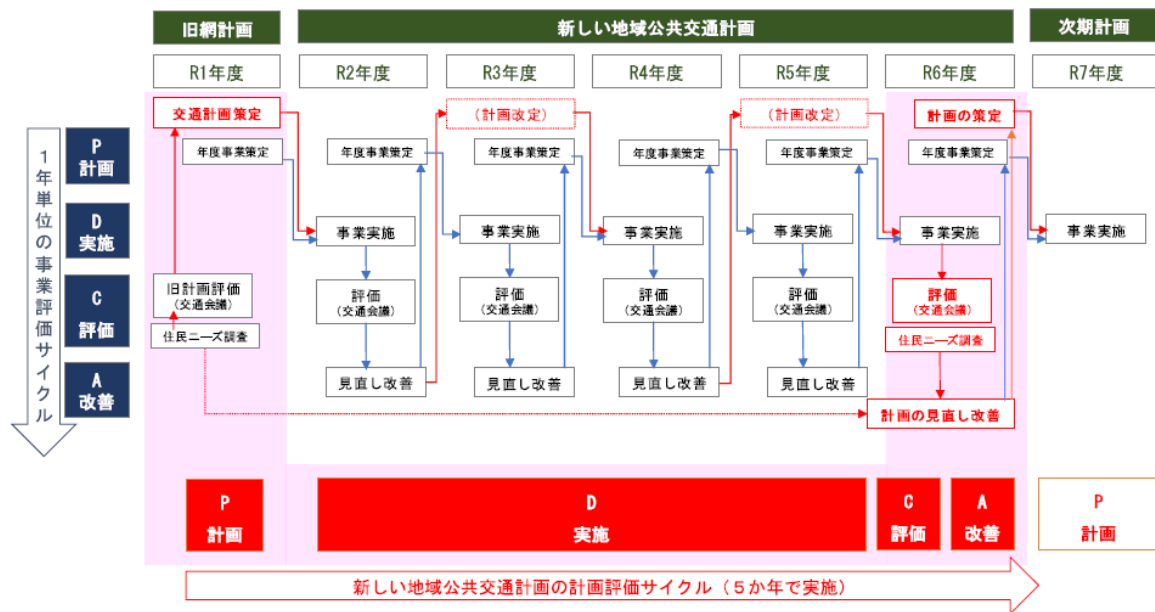 旧網計画
新しい地域公共交通計画
次期計画
R1年度
R2年度
R3年度
R4年度
R5年度
R6年度
R7年度
交通計画策定
(計画改定)
(計画改定)
計画の策定
1年単位の事業評価サイクル
P
計画
年度事業策定
年度事業策定
年度事業策定
年度事業策定
年度事業策定
年度事業策定
D
実施
事業実施
事業実施
事業実施
事業実施
事業実施
事業実施
C
評価
旧計画評価
(交通会議)
評価
(交通会議)
評価
(交通会議)
評価
(交通会議)
評価
(交通会議)
評価
(交通会議)
住民ニーズ調査
住民ニーズ調査
A
改善
見直し改善
見直し改善
見直し改善
見直し改善
計画の見直し改善
P
計画
D
実施
C
評価
A
改善
P
計画
新しい地域公共交通計画の計画評価サイクル(5か年で実施)